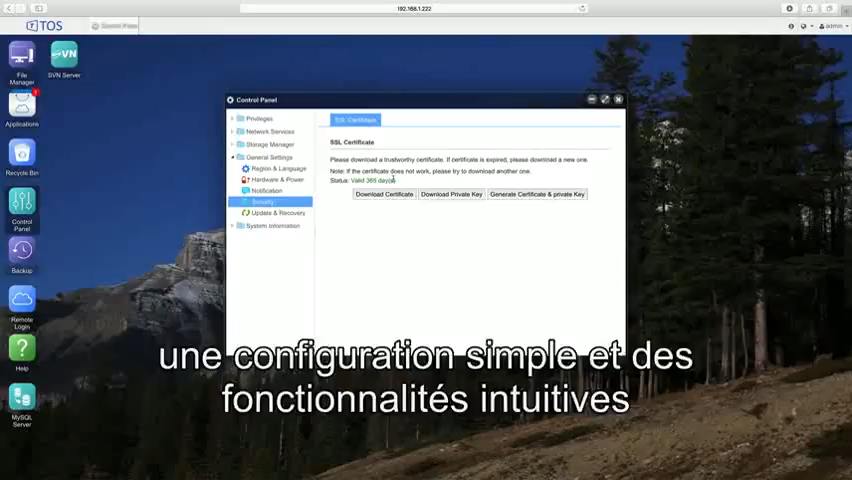 192.168.1.222
TOS
Control Panel
admin
File
Manager
SVN Server
1
Applications
Recycle Bin
Control
Panel
Backup
Remote
Login
Help
MySQL
Server
Control Panel
Privileges
Network Services
Storage Manager
General Settings
Region & Language
Hardware & Power
Notification
Security
Update & Recovery
System Information
SSL Certificate
SSL Certificate
Please download a trustworthy certificate. If certificate is expired, please download a new one.
Note: If the certificate does not work, please try to download another one.
Status: Valid 365 day(s)
Download Certificate
Download Private Key
Generate Certificate & private Key
une configuration simple et des
fonctionnalités intuitives